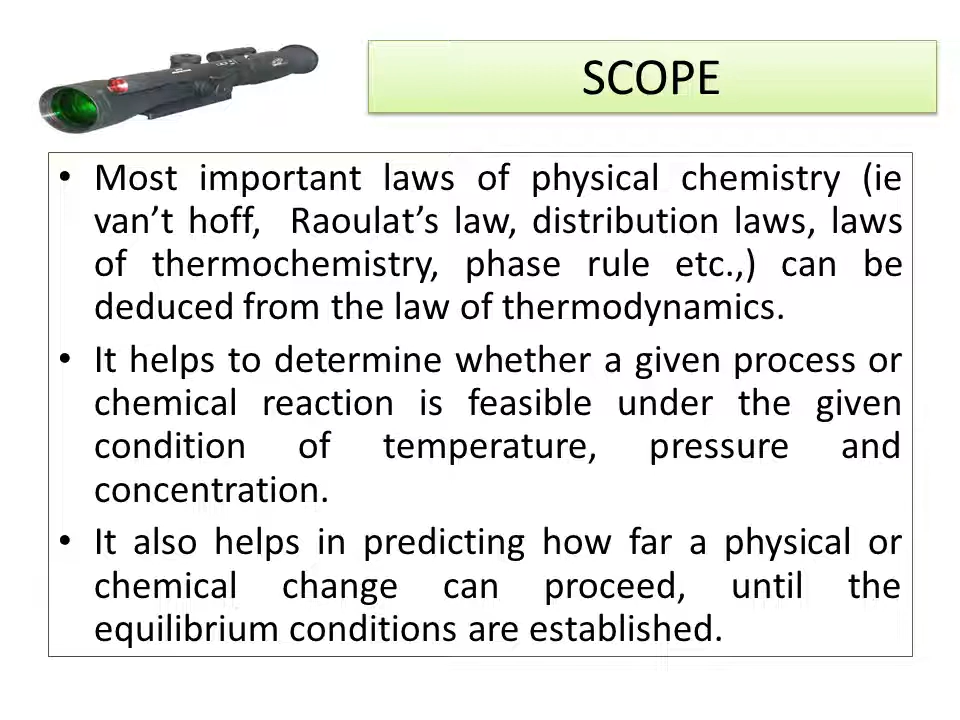 SCOPE
• Most important laws of physical chemistry (ie
van’t hoff, Raoulat’s law, distribution laws, laws
of thermochemistry, phase rule etc.,) can be
deduced from the law of thermodynamics.
• It helps to determine whether a given process or
chemical reaction is feasible under the given
condition of temperature, pressure and
concentration.
• It also helps in predicting how far a physical or
chemical change can proceed, until the
equilibrium conditions are established.